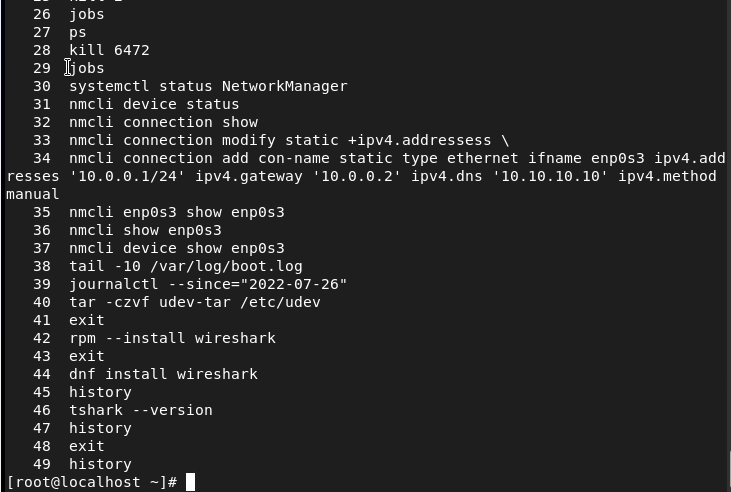 26 jobs
27 ps
28 kill 6472
29 jobs
30 systemctl status NetworkManager
31 nmcli device status
32 nmcli connection show
33 nmcli connection modify static +ipv4.addressess \
34 nmcli connection add con-name static type ethernet ifname enp0s3 ipv4.add
resses '10.0.0.1/24' ipv4.gateway '10.0.0.2' ipv4.dns '10.10.10.10' ipv4.method
manual
35 nmcli enp0s3 show enp0s3
36 nmcli show enp0s3
37 nmcli device show enp0s3
38 tail -10 /var/log/boot.log
39 journalctl --since="2022-07-26"
40 tar -czvf udev-tar /etc/udev
41 exit
42 rpm --install wireshark
43 exit
44 dnf install wireshark
45 history
46 tshark --version
47 history
48 exit
49 history
[root@localhost ~]#